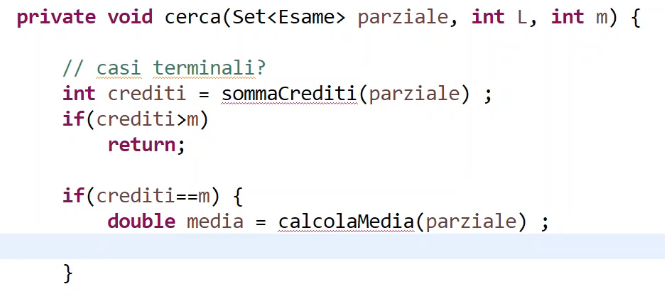 private void cerca(Set<Esame> parziale, int L, int m) {
// casi terminali?
int crediti = sommaCrediti(parziale) ;
if(crediti>m)
return;
if(crediti==m) {
double media = calcolaMedia(parziale) ;
}